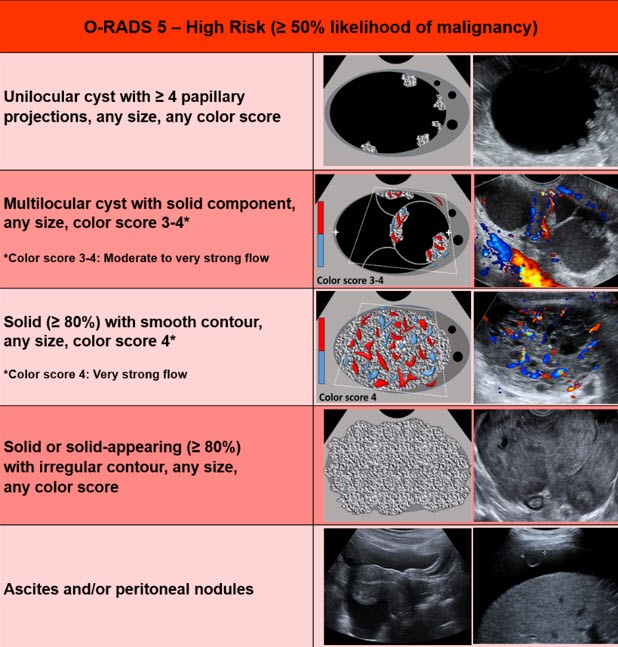 O-RADS 5 – High Risk (≥ 50% likelihood of malignancy)
Unilocular cyst with ≥ 4 papillary
projections, any size, any color score
Multilocular cyst with solid component,
any size, color score 3-4*
*Color score 3-4: Moderate to very strong flow
Color score 3-4
Solid (≥ 80%) with smooth contour,
any size, color score 4*
*Color score 4: Very strong flow
Color score 4
Solid or solid-appearing (≥ 80%)
with irregular contour, any size,
any color score
Ascites and/or peritoneal nodules